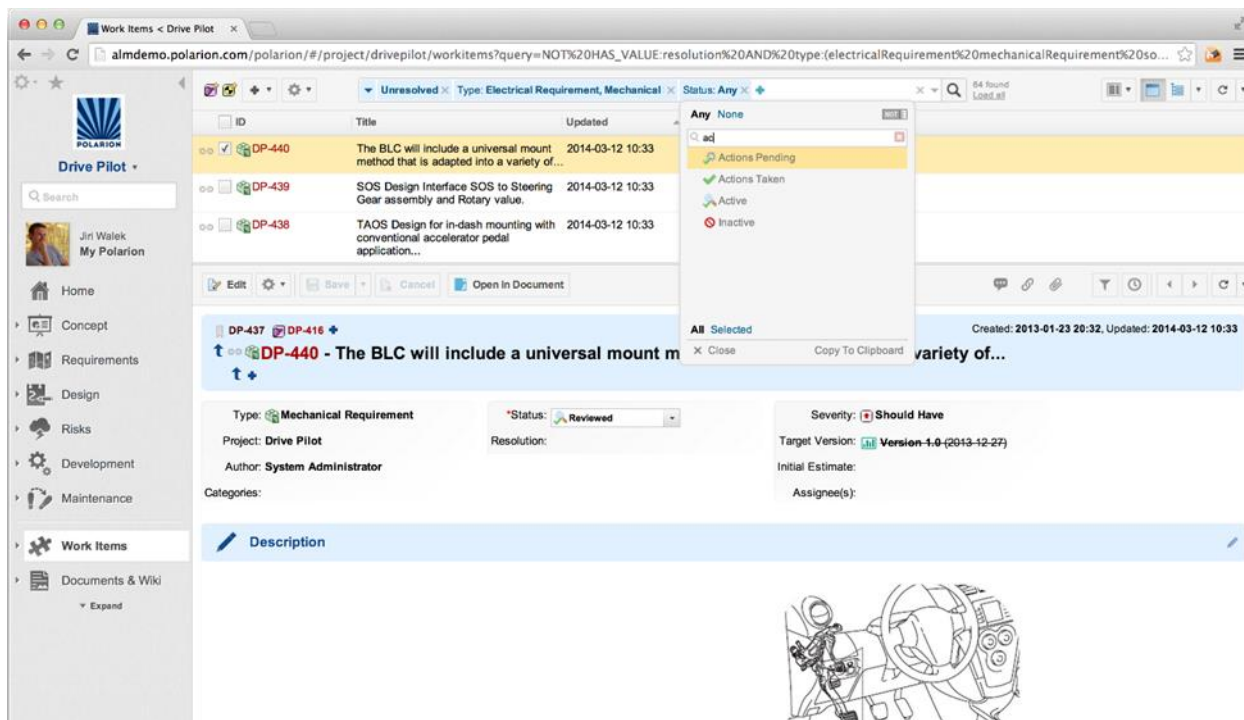 Work Items < Drive Pilot ×
almdemo.polarion.com/polarion/#/project/drivepilot/workitems?query=NOT%20HAS_VALUE:resolution%20AND%20type:(electricalRequirement%20mechanicalRequirement%20so...
POLARION
Drive Pilot
Search
Jiri Walek
My Polarion
Home
Concept
Requirements
Design
Risks
Development
Maintenance
Work Items
Documents & Wiki
Expand
Unresolved × Type: Electrical Requirement, Mechanical × Status: Any ×
64 found
Load all
ID Title Updated
DP-440 The BLC will include a universal mount 2014-03-12 10:33
method that is adapted into a variety of...
DP-439 SOS Design Interface SOS to Steering 2014-03-12 10:33
Gear assembly and Rotary value.
DP-438 TAOS Design for in-dash mounting with 2014-03-12 10:33
conventional accelerator pedal
application...
Any None NOT
ac
Actions Pending
Actions Taken
Active
Inactive
All Selected
× Close Copy To Clipboard
Edit Save Cancel Open In Document
DP-437 DP-416
Created: 2013-01-23 20:32, Updated: 2014-03-12 10:33
DP-440 - The BLC will include a universal mount m variety of...
Type: Mechanical Requirement *Status: Reviewed Severity: Should Have
Project: Drive Pilot Resolution: Target Version: Version 1.0 (2013-12-27)
Author: System Administrator Initial Estimate:
Categories: Assignee(s):
Description